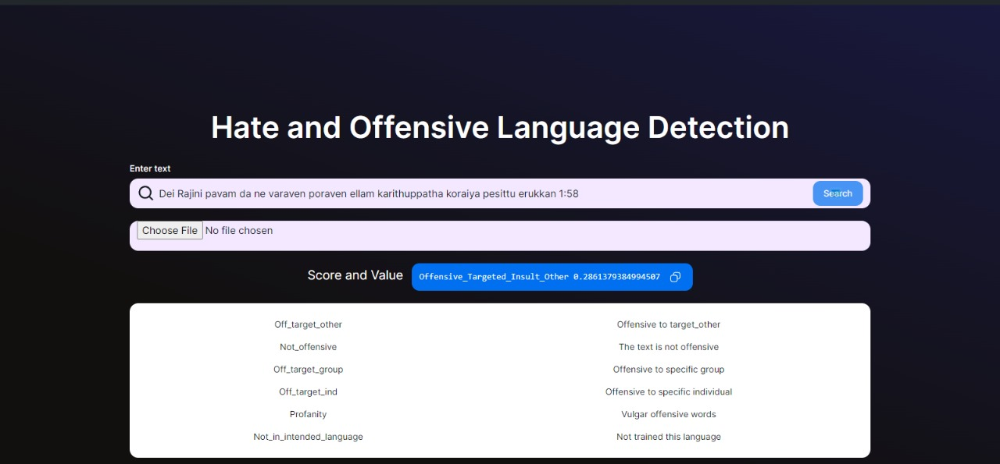 Hate and Offensive Language Detection
Enter text
Dei Rajini pavam da ne varaven poraven ellam karithuppatha koraiya pesittu erukkan 1:58
Search
Choose File No file chosen
Score and Value Offensive_Targeted_Insult_Other 0.2861379384994507
Off_target_other Offensive to target_other
Not_offensive The text is not offensive
Off_target_group Offensive to specific group
Off_target_ind Offensive to specific individual
Profanity Vulgar offensive words
Not_in_intended_language Not trained this language